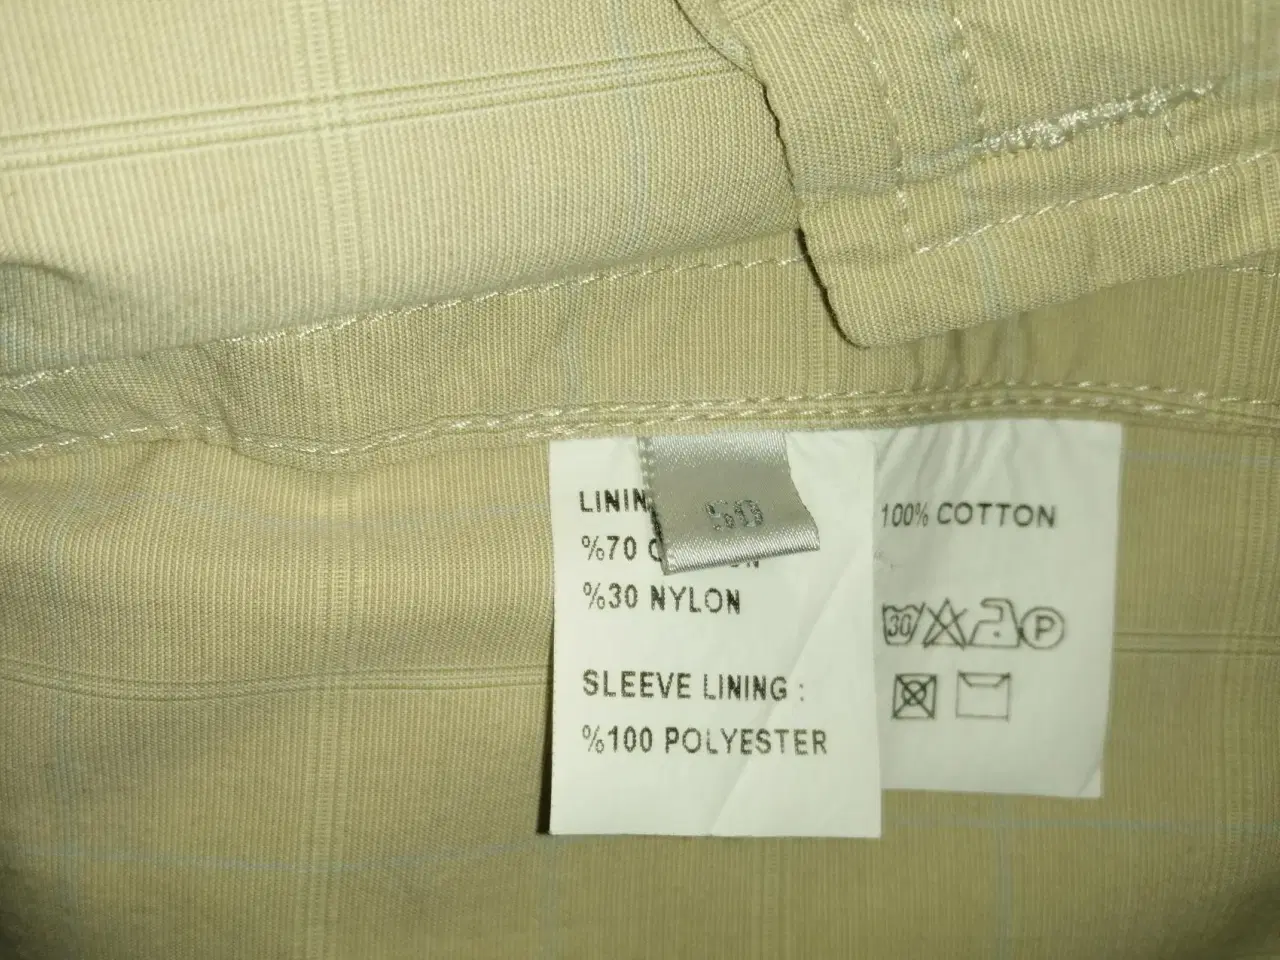 LININ
50
%70 C
%30 NYLON
SLEEVE LINING :
%100 POLYESTER
100% COTTON
30
P